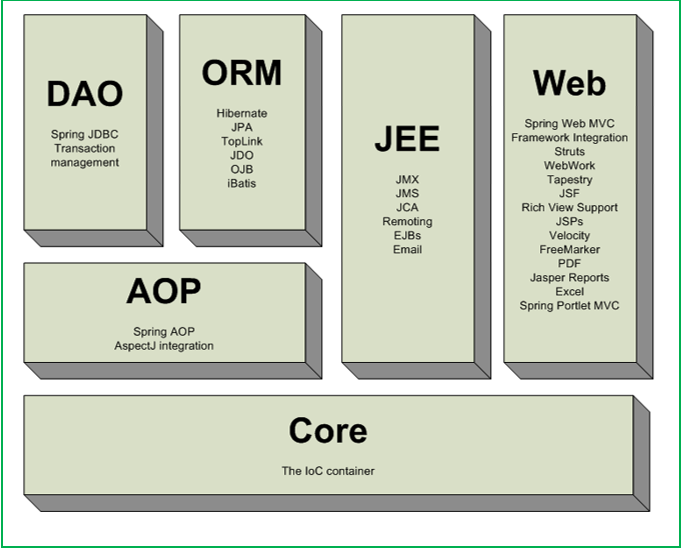 DAO
Spring JDBC
Transaction
management
ORM
Hibernate
JPA
TopLink
JDO
OJB
iBatis
JEE
JMX
JMS
JCA
Remoting
EJBs
Email
Web
Spring Web MVC
Framework Integration
Struts
WebWork
Tapestry
JSF
Rich View Support
JSPs
Velocity
FreeMarker
PDF
Jasper Reports
Excel
Spring Portlet MVC
AOP
Spring AOP
AspectJ integration
Core
The IoC container